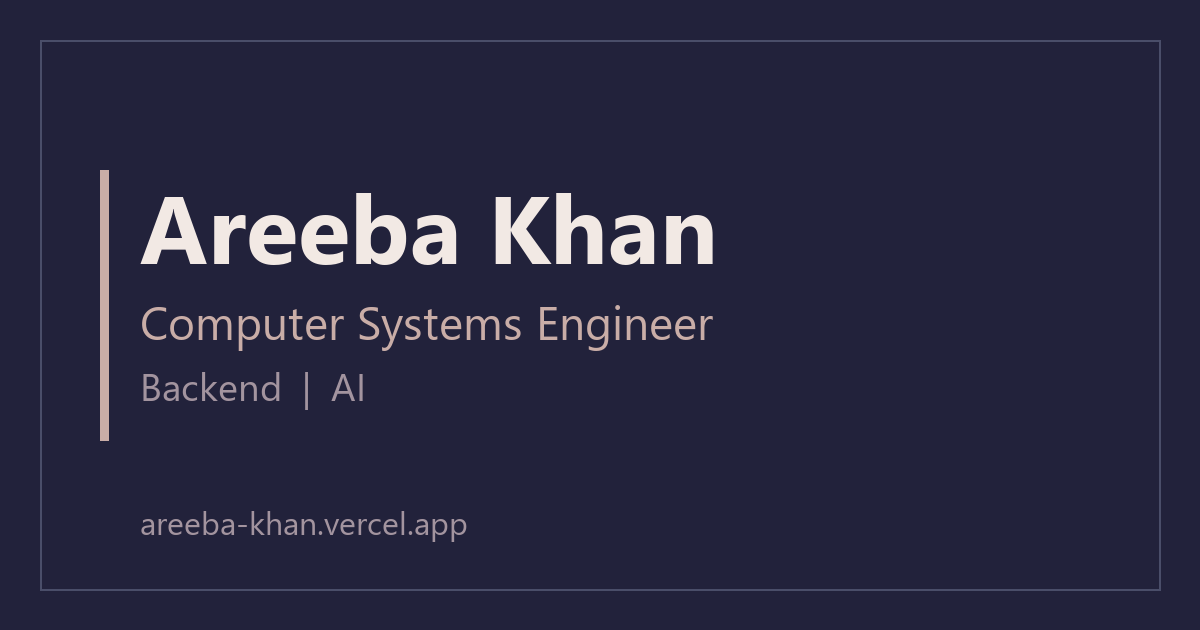 Areeba Khan
Computer Systems Engineer
Backend | AI
areeba-khan.vercel.app